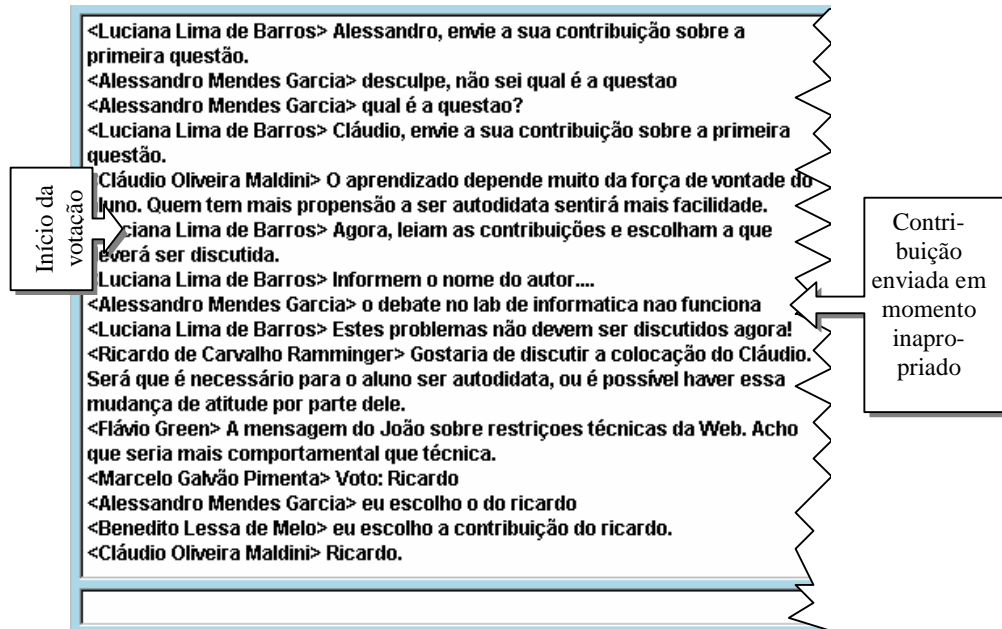 <Luciana Lima de Barros> Alessandro, envie a sua contribuição sobre a
primeira questão.
<Alessandro Mendes Garcia> desculpe, não sei qual é a questao
<Alessandro Mendes Garcia> qual é a questao?
<Luciana Lima de Barros> Cláudio, envie a sua contribuição sobre a primeira
questão.
Cláudio Oliveira Maldini> O aprendizado depende muito da força de vontade do
luno. Quem tem mais propensão a ser autodidata sentirá mais facilidade.
ciana Lima de Barros> Agora, leiam as contribuições e escolham a que
everá ser discutida.
<Luciana Lima de Barros> Informem o nome do autor....
<Alessandro Mendes Garcia> o debate no lab de informatica nao funciona
<Luciana Lima de Barros> Estes problemas não devem ser discutidos agora!
<Ricardo de Carvalho Ramminger> Gostaria de discutir a colocação do Cláudio.
Será que é necessário para o aluno ser autodidata, ou é possível haver essa
mudança de atitude por parte dele.
<Flávio Green> A mensagem do João sobre restriçoes técnicas da Web. Acho
que seria mais comportamental que técnica.
<Marcelo Galvão Pimenta> Voto: Ricardo
<Alessandro Mendes Garcia> eu escolho o do ricardo
<Benedito Lessa de Melo> eu escolho a contribuição do ricardo.
<Cláudio Oliveira Maldini> Ricardo.
Início da
votação
Contri-
buição
enviada em
momento
inapro-
priado